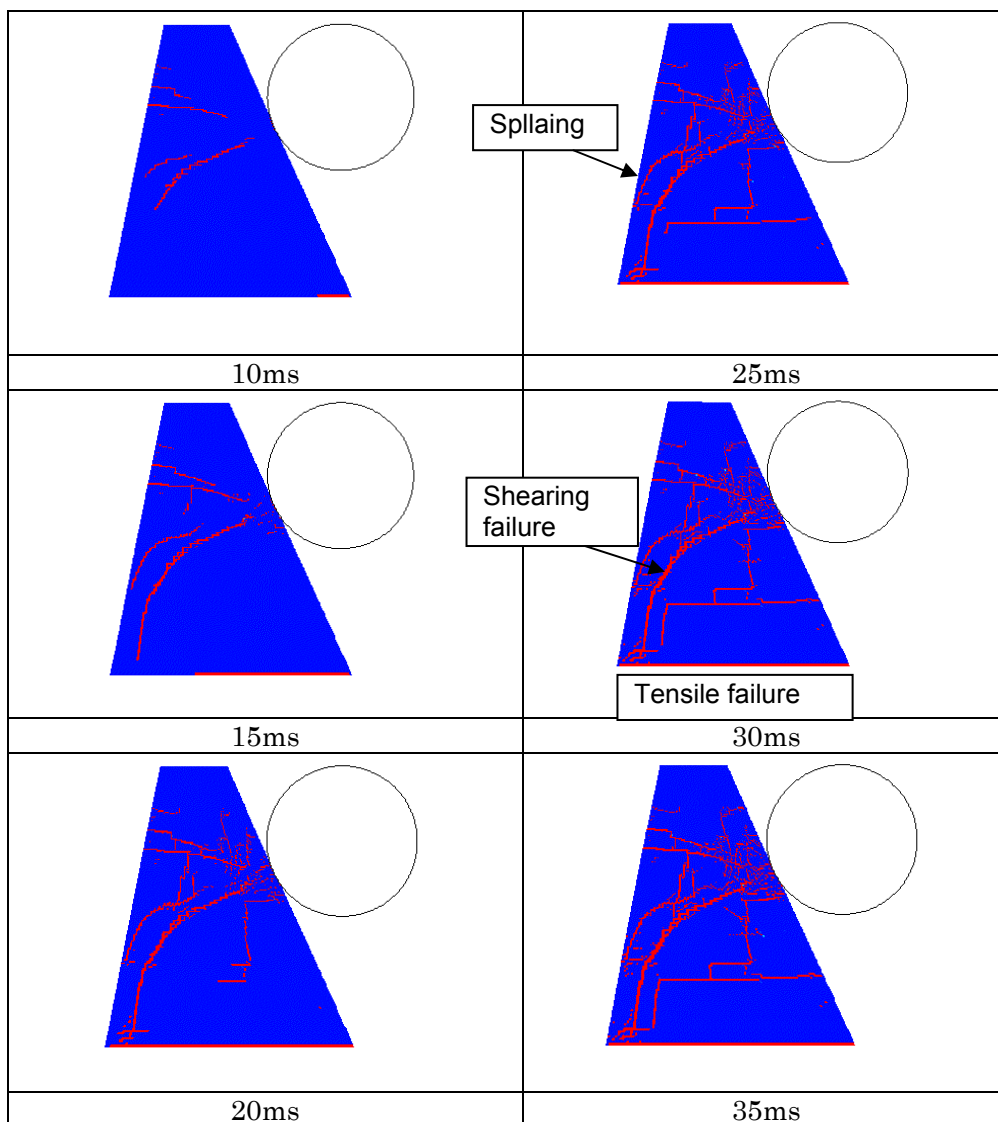 Spllaing
10ms
25ms
Shearing
failure
Tensile failure
15ms
30ms
20ms
35ms